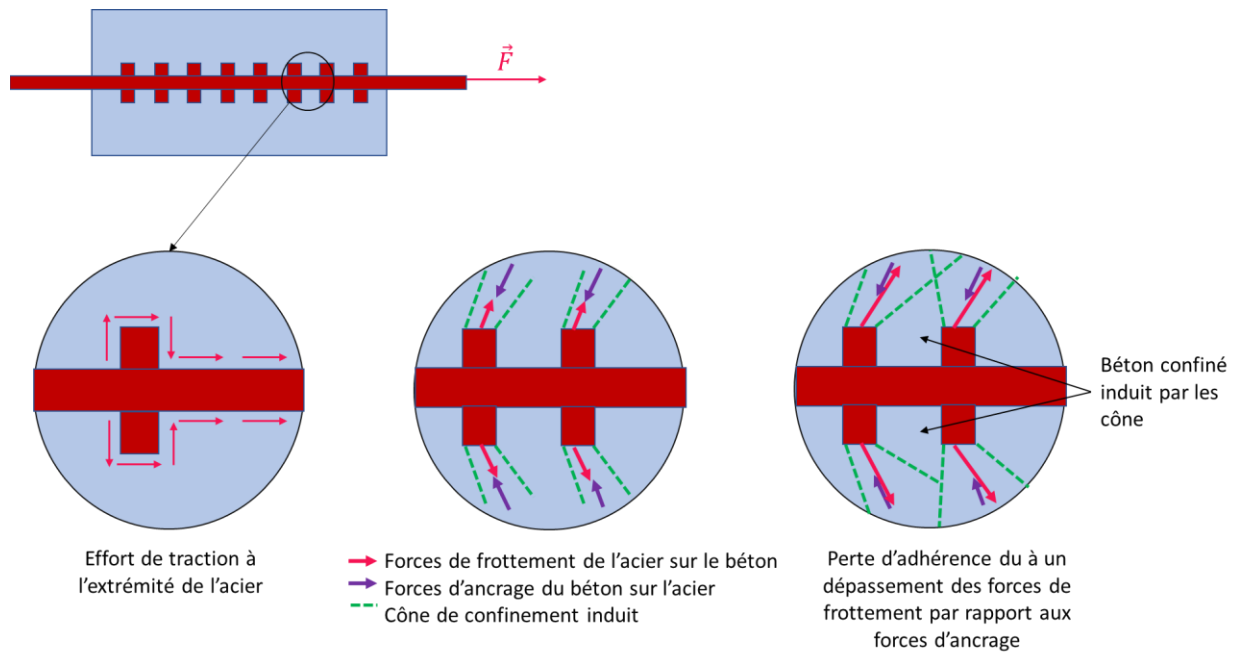 F
Effort de traction à
l'extrémité de l'acier
Forces de frottement de l'acier sur le béton
Forces d'ancrage du béton sur l'acier
Cône de confinement induit
Perte d'adhérence du à un
dépassement des forces de
frottement par rapport aux
forces d'ancrage
Béton confiné
induit par les
cône